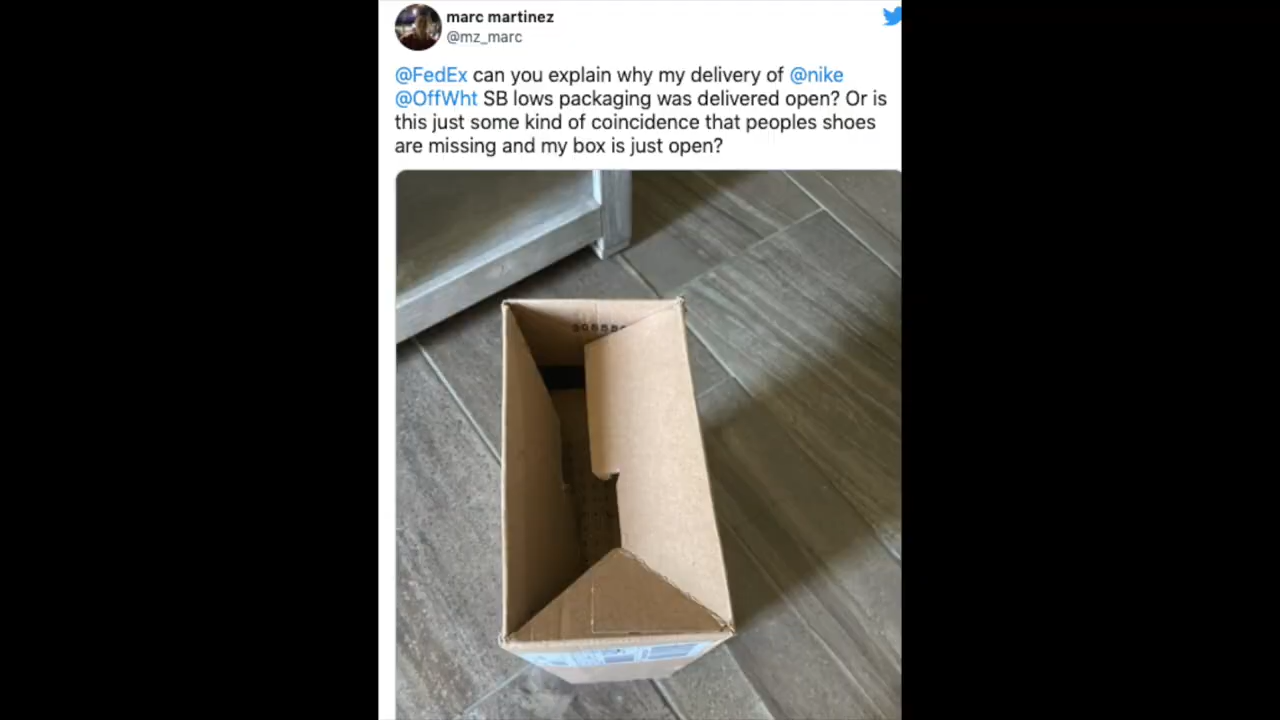 marc martinez
@mz_marc
@FedEx can you explain why my delivery of @nike
@OffWht SB lows packaging was delivered open? Or is
this just some kind of coincidence that peoples shoes
are missing and my box is just open?